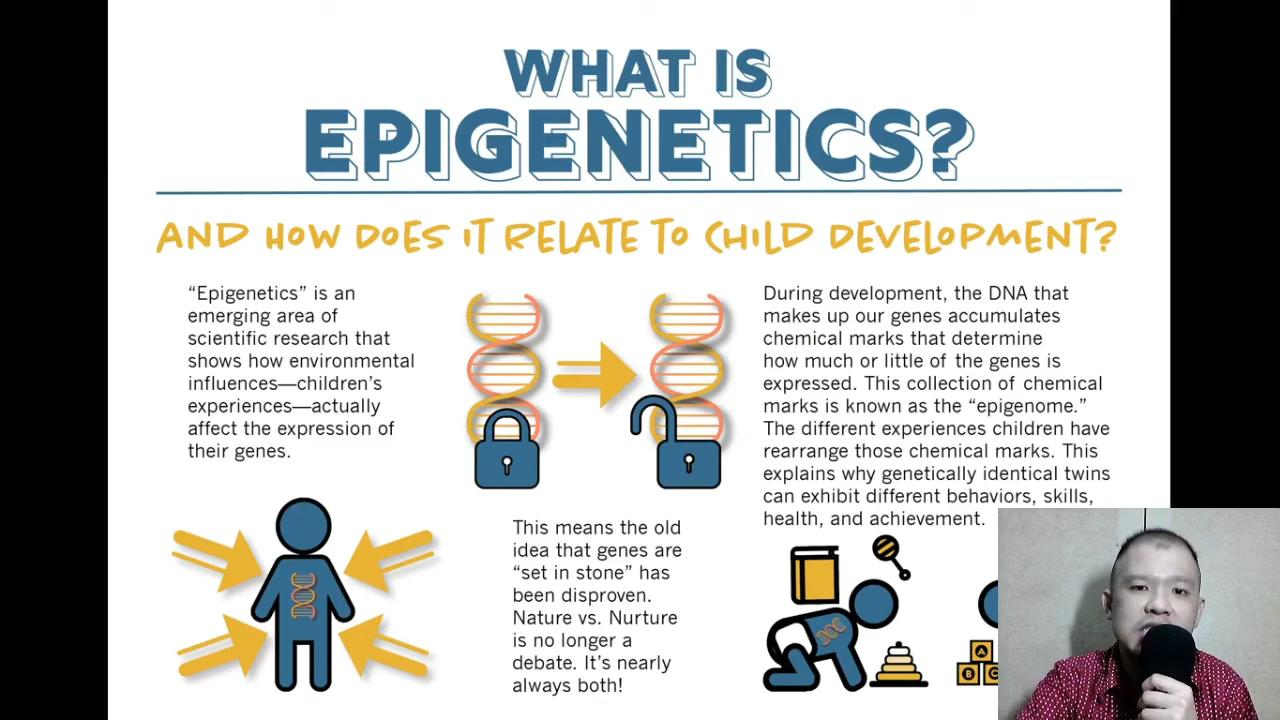 WHAT IS
EPIGENETICS?
AND HOW DOES IT RELATE TO CHILD DEVELOPMENT?
“Epigenetics” is an
emerging area of
scientific research that
shows how environmental
influences—children’s
experiences—actually
affect the expression of
their genes.
During development, the DNA that
makes up our genes accumulates
chemical marks that determine
how much or little of the genes is
expressed. This collection of chemical
marks is known as the “epigenome.”
The different experiences children have
rearrange those chemical marks. This
explains why genetically identical twins
can exhibit different behaviors, skills,
health, and achievement.
This means the old
idea that genes are
“set in stone” has
been disproven.
Nature vs. Nurture
is no longer a
debate. It’s nearly
always both!
A
B C